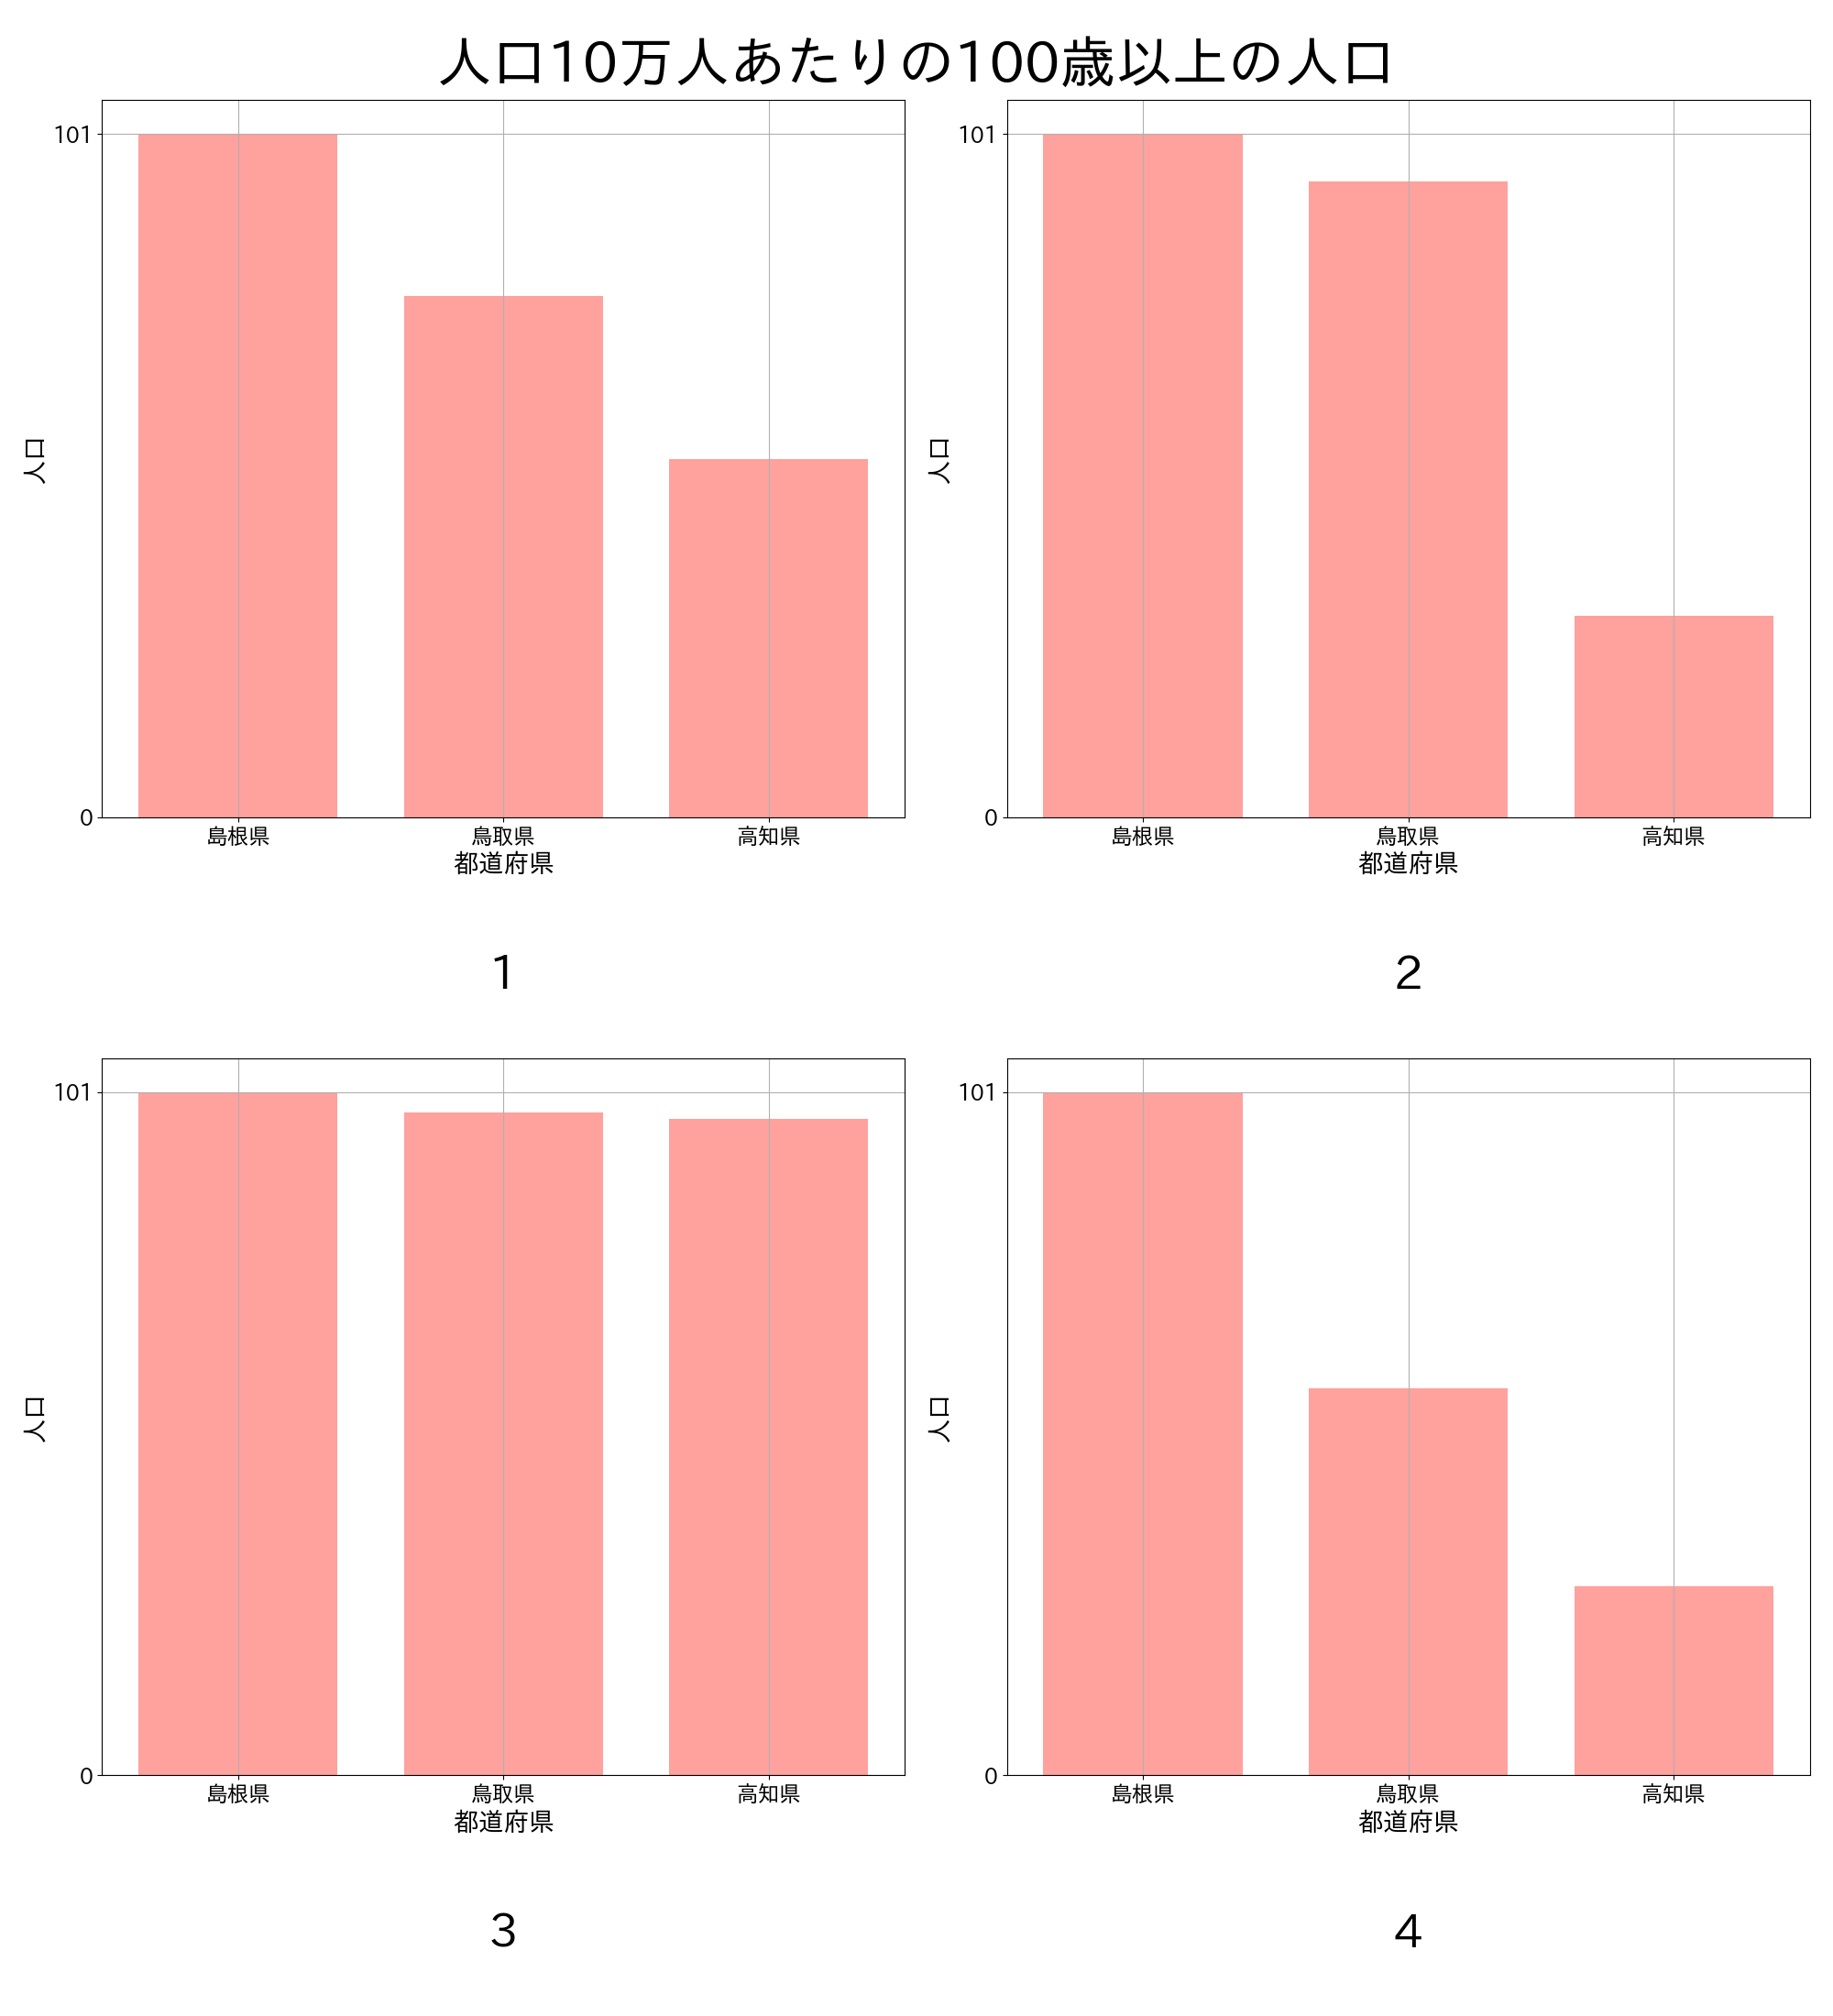 人口10万人あたりの100歳以上の人口
101
0
人口
島根県 鳥取県 高知県
都道府県
1
101
0
人口
島根県 鳥取県 高知県
都道府県
2
101
0
人口
島根県 鳥取県 高知県
都道府県
3
101
0
人口
島根県 鳥取県 高知県
都道府県
4